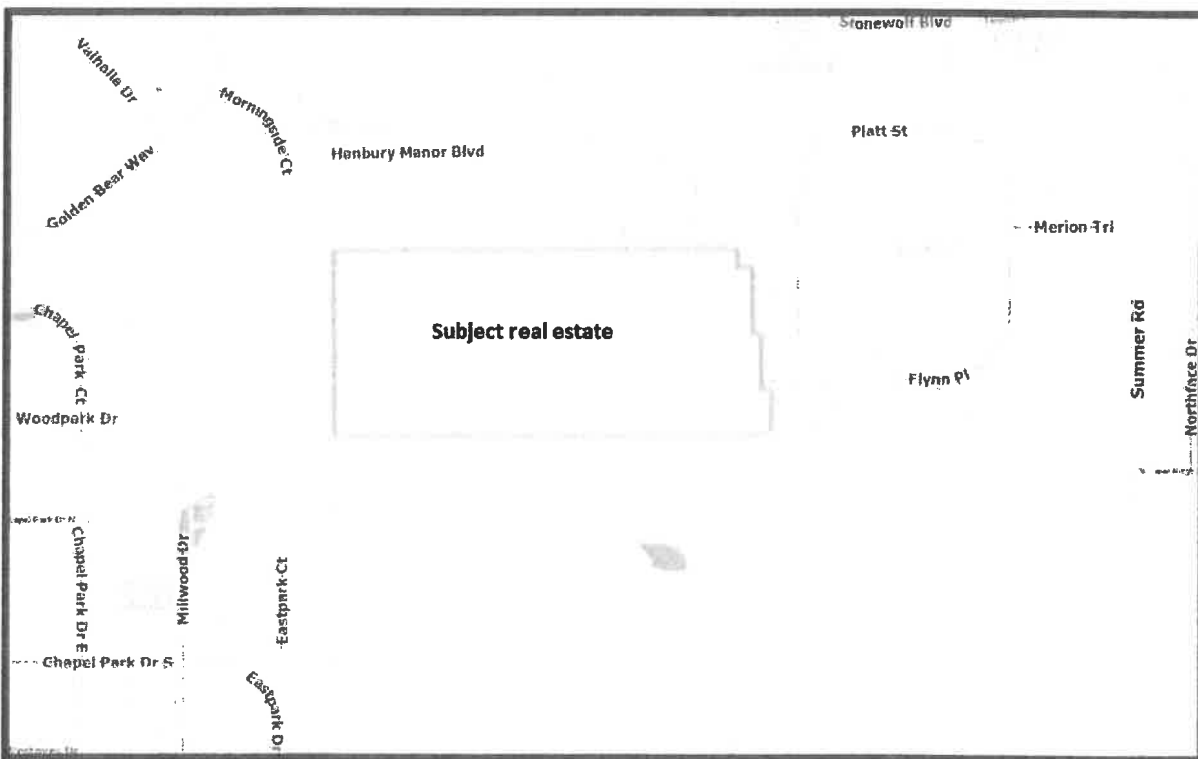 Stonewolf Blvd
Valhalla Dr
Morningside Ct
Platt St
Hanbury Manor Blvd
Golden Bear Way
Merion Trl
Chapel Park Ct
Subject real estate
Summer Rd
Northface Dr
Flynn Pl
Woodpark Dr
Chapel Park Dr E
Millwood Dr
Eastpark Ct
Chapel Park Dr S
Eastpark Dr